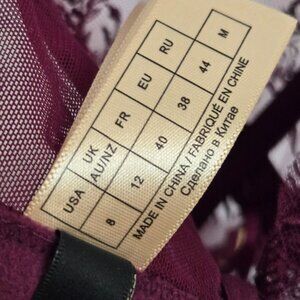 USA UK AU/NZ FR EU RU
8 12 40 38 44 M
MADE IN CHINA / FABRIQUÉ EN CHINE
Сделано в Китае